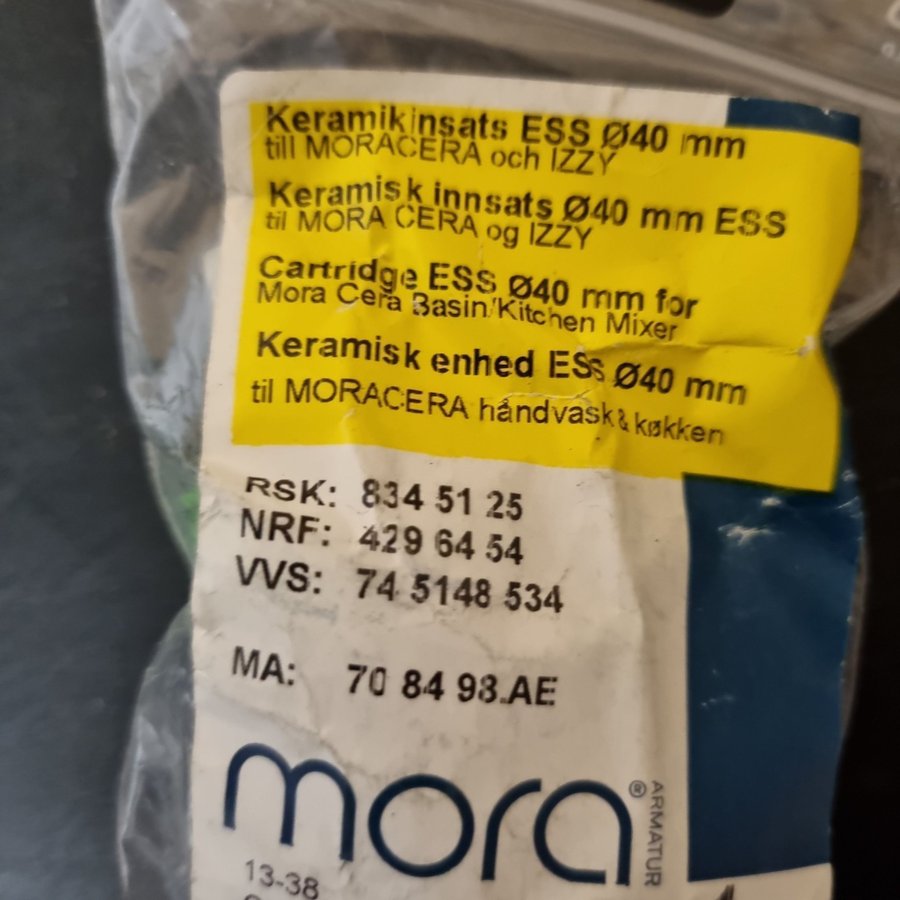 Keramikinsats ESS Ø40 mm
till MORACERA och IZZY
Keramisk innsats Ø40 mm ESS
til MORA CERA og IZZY
Cartridge ESS Ø40 mm for
Mora Cera Basin/Kitchen Mixer
Keramisk enhed ESs Ø40 mm
til MORACERA håndvask & køkken
RSK: 834 51 25
NRF: 429 64 54
VVS: 74 5148 534
MA: 70 84 98.AE
mora®
ARMATUR
13-38